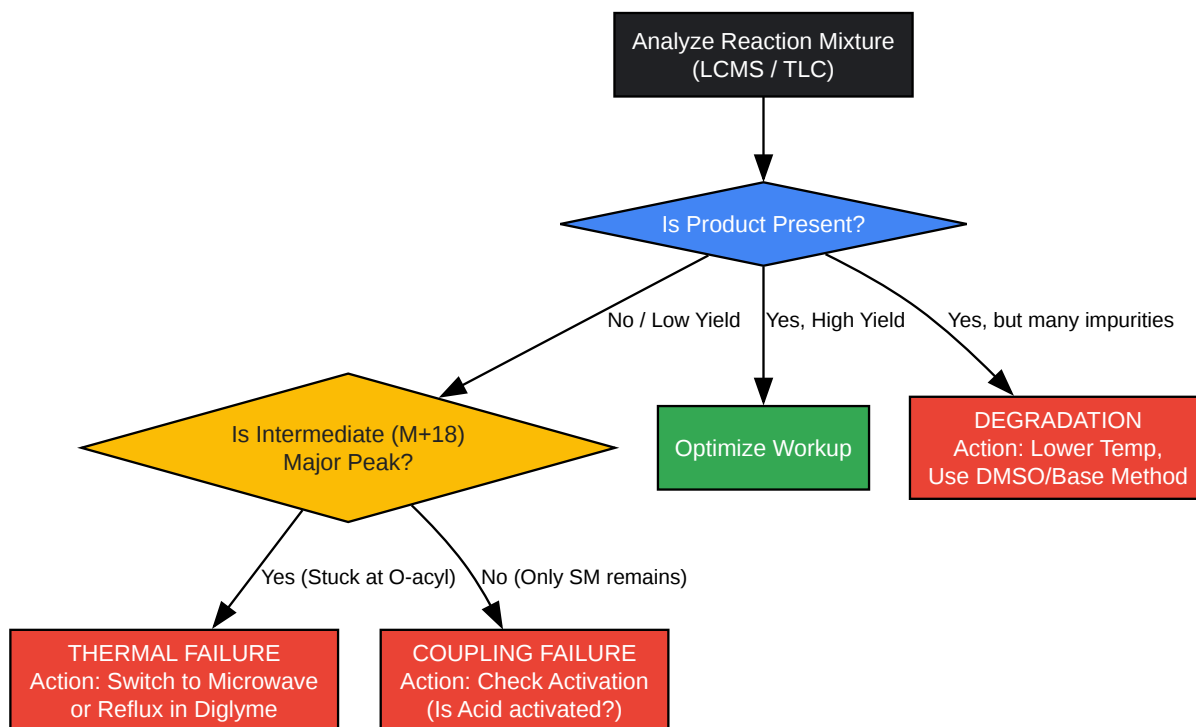 Analyze Reaction Mixture
(LCMS / TLC)
Is Product Present?
No / Low Yield
Yes, High Yield
Yes, but many impurities
Is Intermediate (M+18)
Major Peak?
Optimize Workup
DEGRADATION
Action: Lower Temp,
Use DMSO/Base Method
Yes (Stuck at O-acyl)
No (Only SM remains)
THERMAL FAILURE
Action: Switch to Microwave
or Reflux in Diglyme
COUPLING FAILURE
Action: Check Activation
(Is Acid activated?)